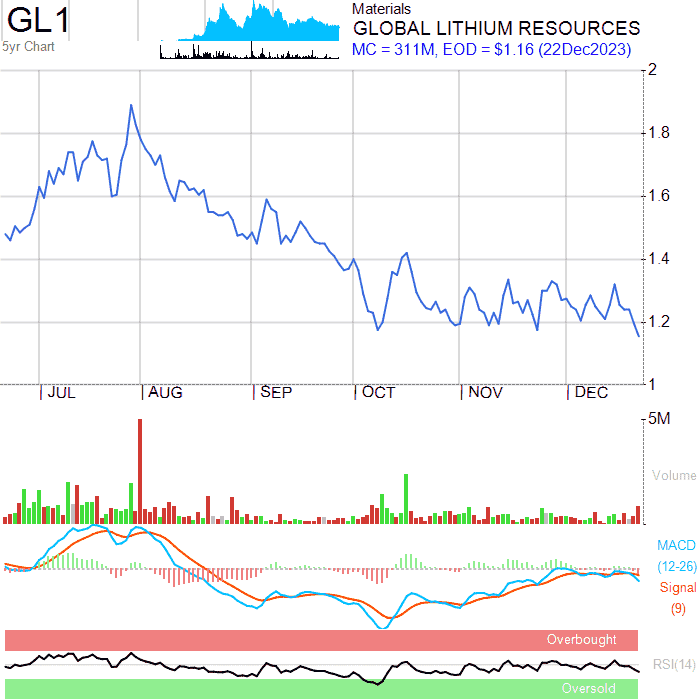 GL1
5yr Chart
Materials
GLOBAL LITHIUM RESOURCES
MC = 311M, EOD = $1.16 (22Dec2023)
2
1.8
1.6
1.4
1.2
1
JUL AUG SEP OCT NOV DEC
5M
Volume
MACD
(12-26)
Signal
(9)
Overbought
RSI(14)
Oversold